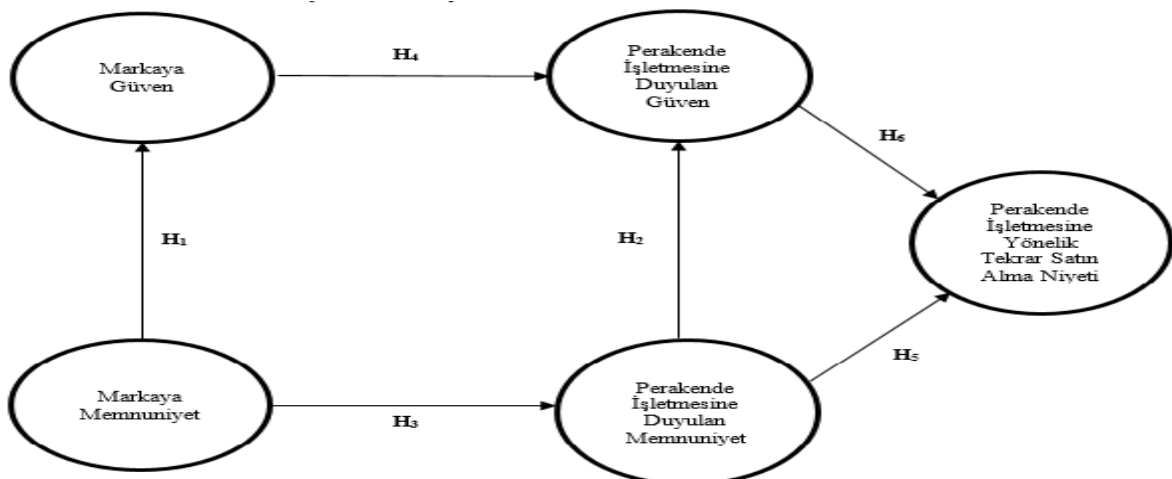 Markaya
Güven
H₄
Perakende
İşletmesine
Duyulan
Güven
H₆
H₁
H₂
Perakende
İşletmesine
Yönelik
Tekrar Satın
Alma Niyeti
Markaya
Memnuniyet
H₃
Perakende
İşletmesine
Duyulan
Memnuniyet
H₅